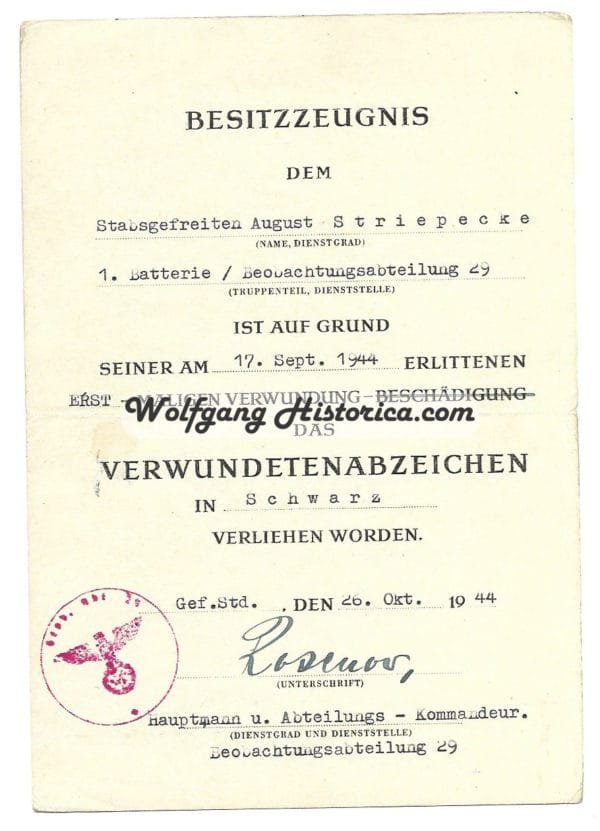 BESITZZEUGNIS
DEM
Stabsgefreiten August S t r i e p e c k e
(NAME, DIENSTGRAD)
1. Batterie / Beobachtungsabteilung 29
(TRUPPENTEIL, DIENSTSTELLE)
IST AUF GRUND
SEINER AM 17. Sept. 1944 ERLITTENEN
ERST - MALIGEN VERWUNDUNG - BESCHÄDIGUNG
Wolfgang Historica.com
DAS
VERWUNDETENABZEICHEN
IN S c h w a r z
VERLIEHEN WORDEN.
Gef.Std. , DEN 26. Okt. 1944
Rosenow,
(UNTERSCHRIFT)
Hauptmann u. Abteilungs - Kommandeur.
(DIENSTGRAD UND DIENSTSTELLE)
Beobachtungsabteilung 29